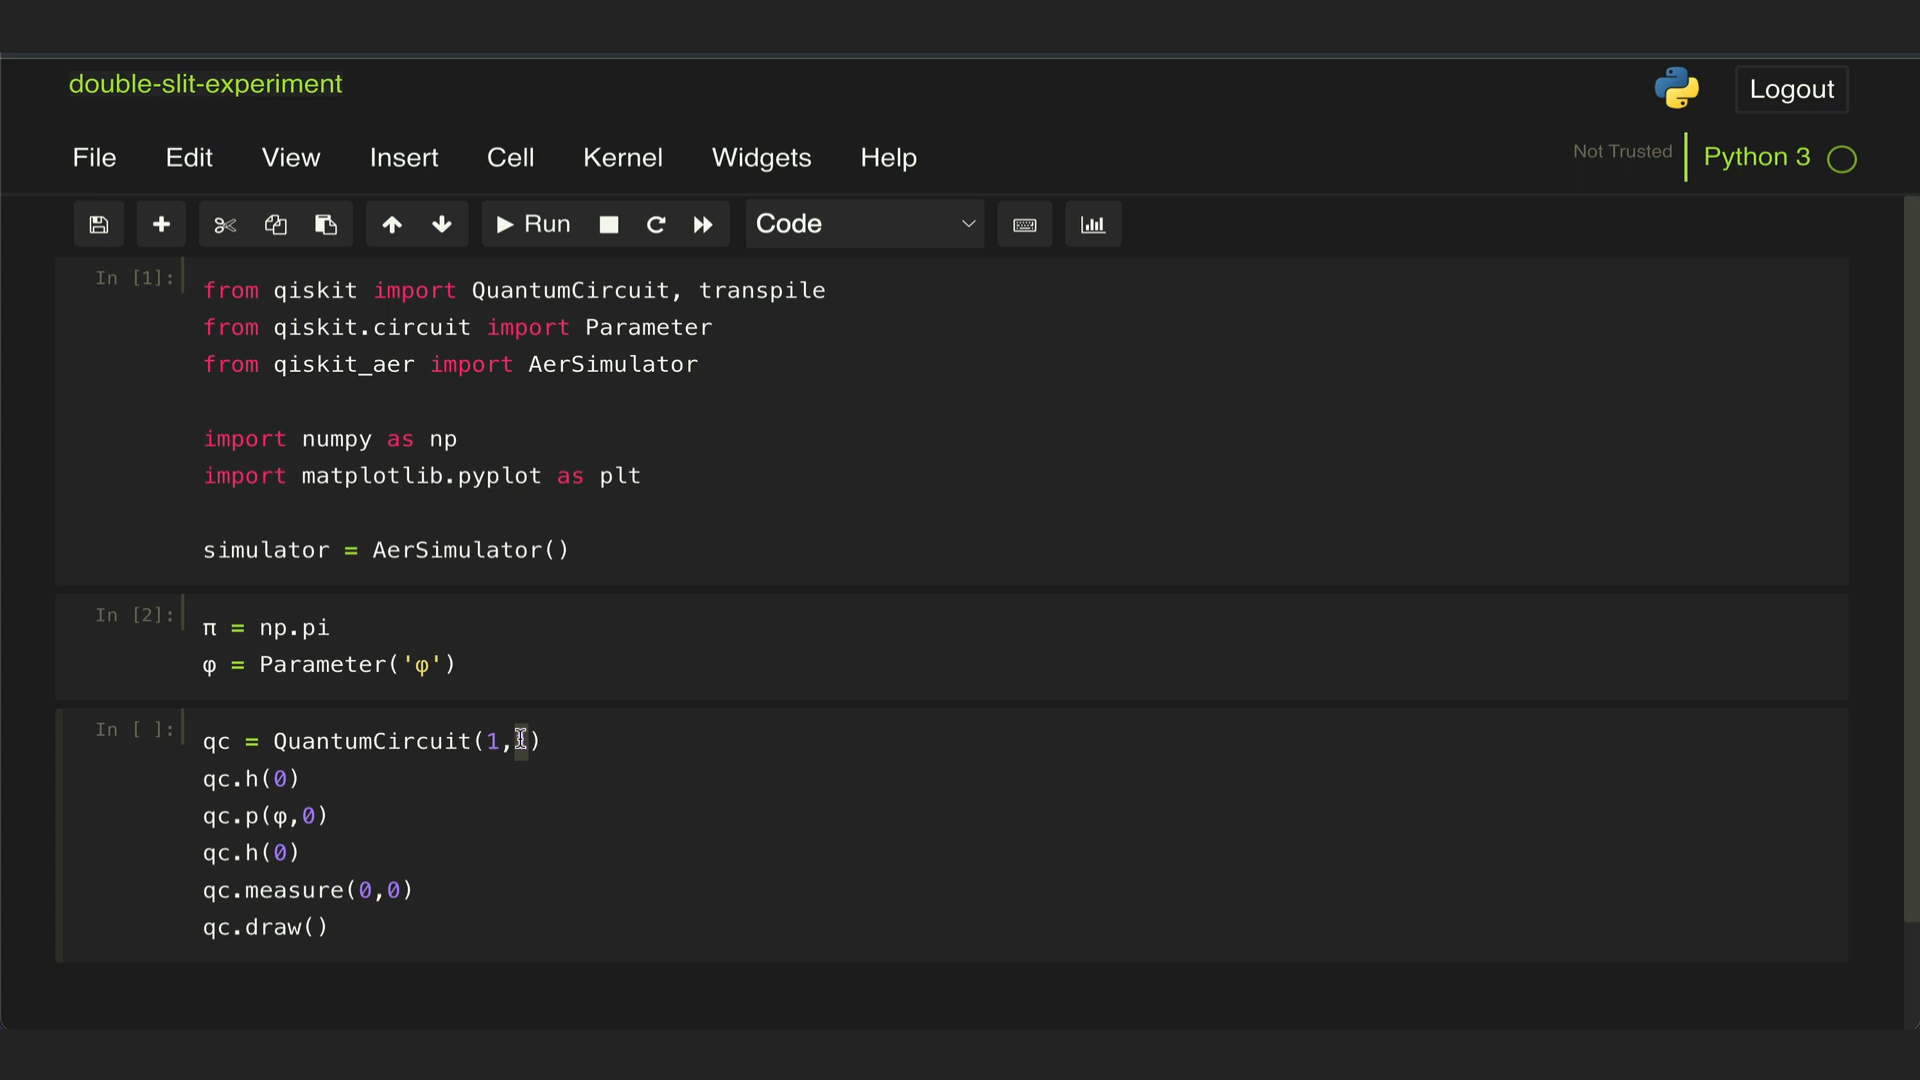 double-slit-experiment
Logout
File Edit View Insert Cell Kernel Widgets Help
Not Trusted
Python 3
Run
Code
In [1]:
from qiskit import QuantumCircuit, transpile
from qiskit.circuit import Parameter
from qiskit_aer import AerSimulator
import numpy as np
import matplotlib.pyplot as plt
simulator = AerSimulator()
In [2]:
π = np.pi
φ = Parameter('φ')
In [ ]:
qc = QuantumCircuit(1,1)
qc.h(0)
qc.p(φ,0)
qc.h(0)
qc.measure(0,0)
qc.draw()